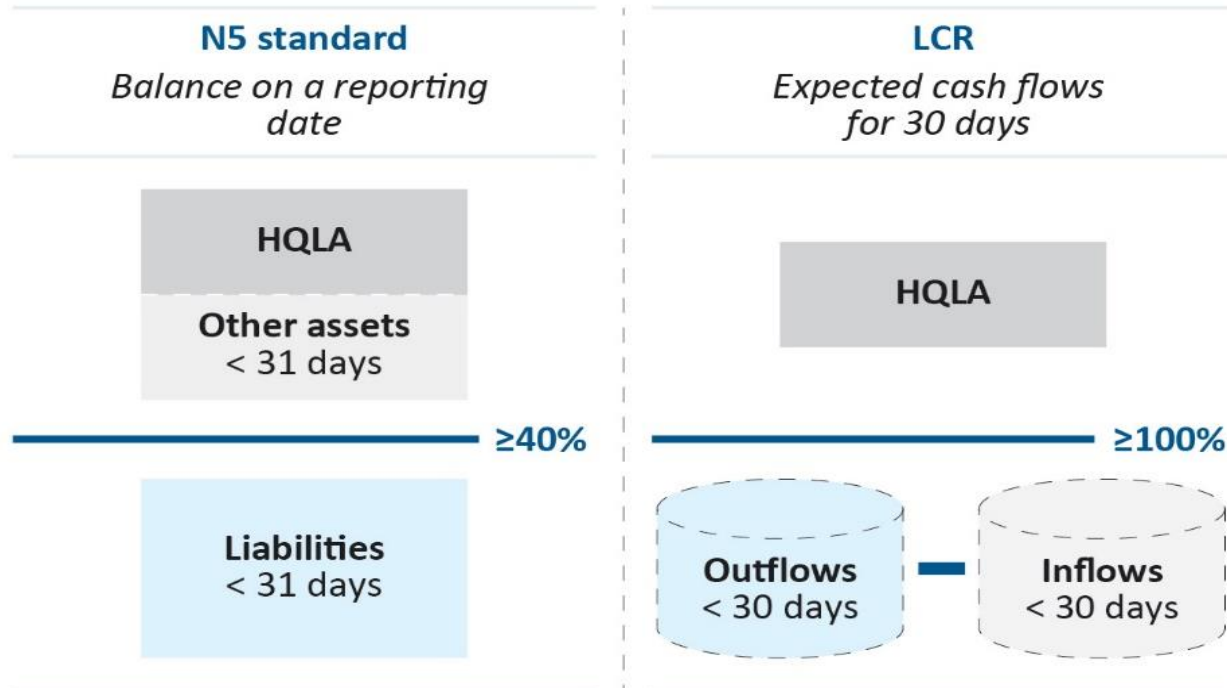 N5 standard
Balance on a reporting
date
HQLA
Other assets
< 31 days
≥40%
Liabilities
< 31 days
LCR
Expected cash flows
for 30 days
HQLA
≥100%
Outflows
< 30 days
Inflows
< 30 days